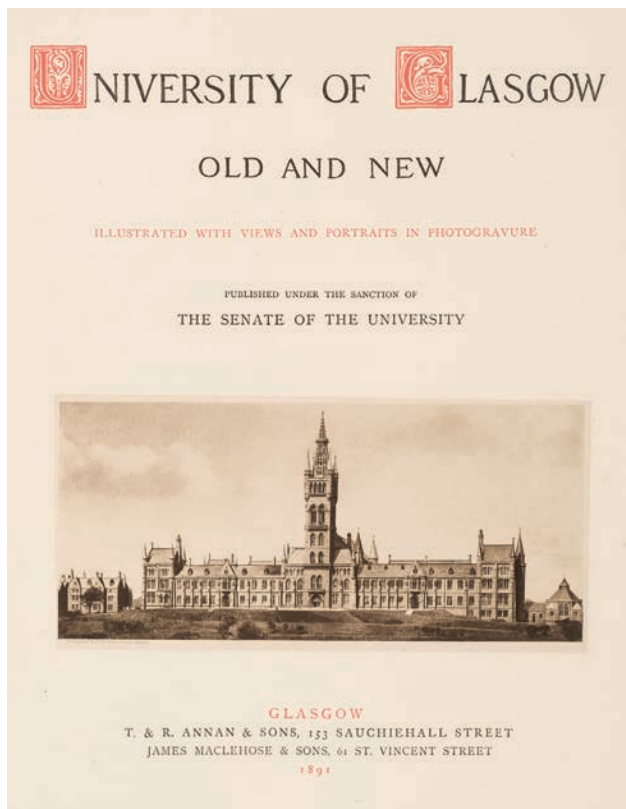 UNIVERSITY OF GLASGOW
OLD AND NEW
ILLUSTRATED WITH VIEWS AND PORTRAITS IN PHOTOGRAVURE
PUBLISHED UNDER THE SANCTION OF
THE SENATE OF THE UNIVERSITY
GLASGOW
T. & R. ANNAN & SONS, 153 SAUCHIEHALL STREET
JAMES MACLEHOSE & SONS, 61 ST. VINCENT STREET
1891